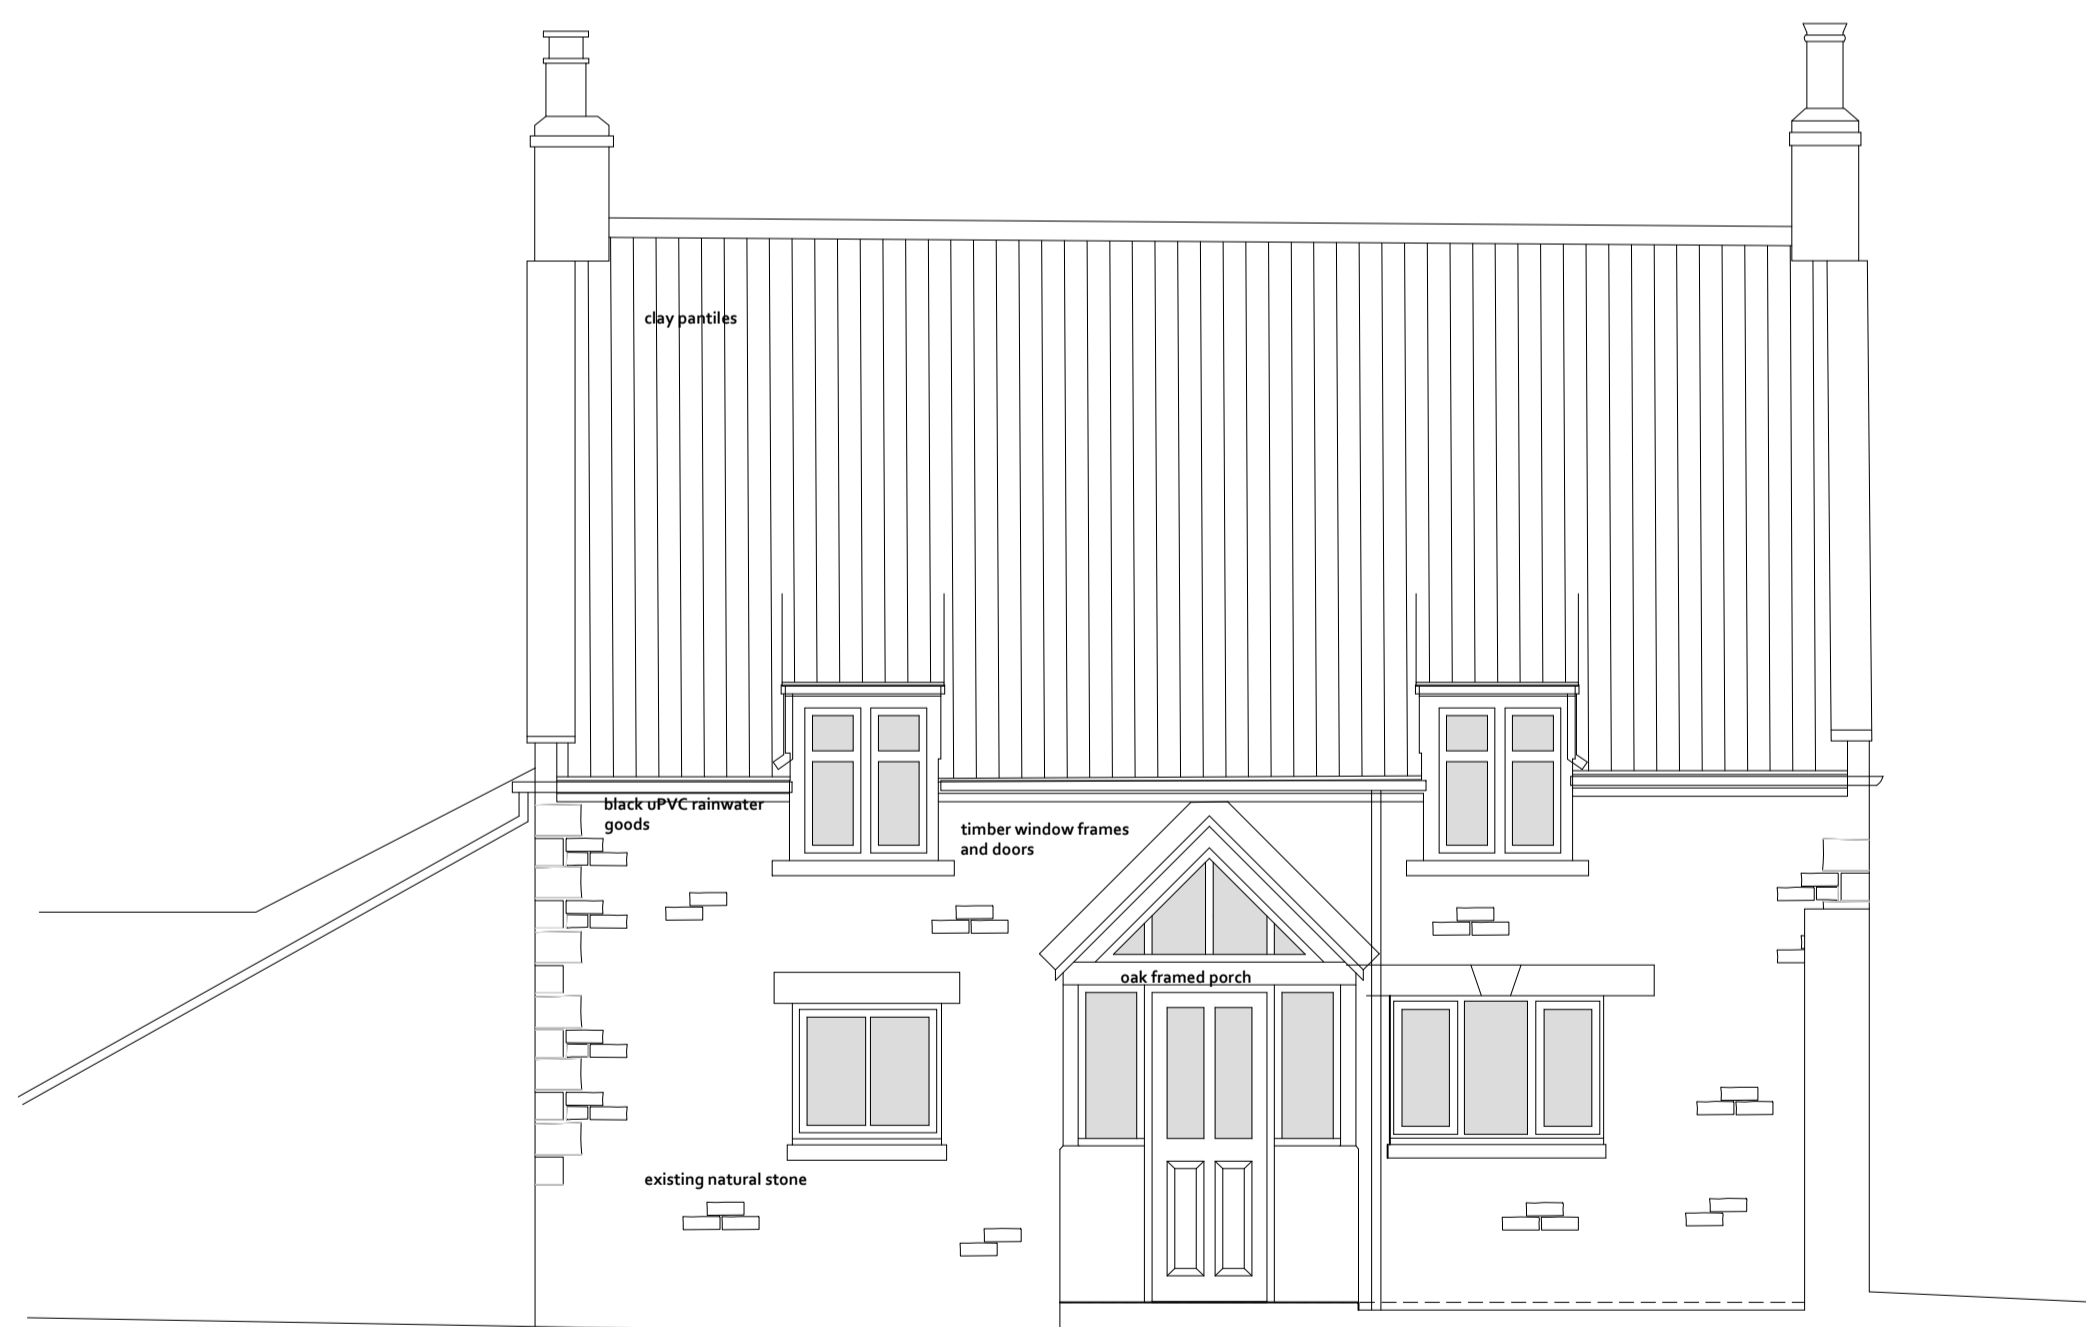 clay pantiles
black uPVC rainwater
goods
timber window frames
and doors
oak framed porch
existing natural stone